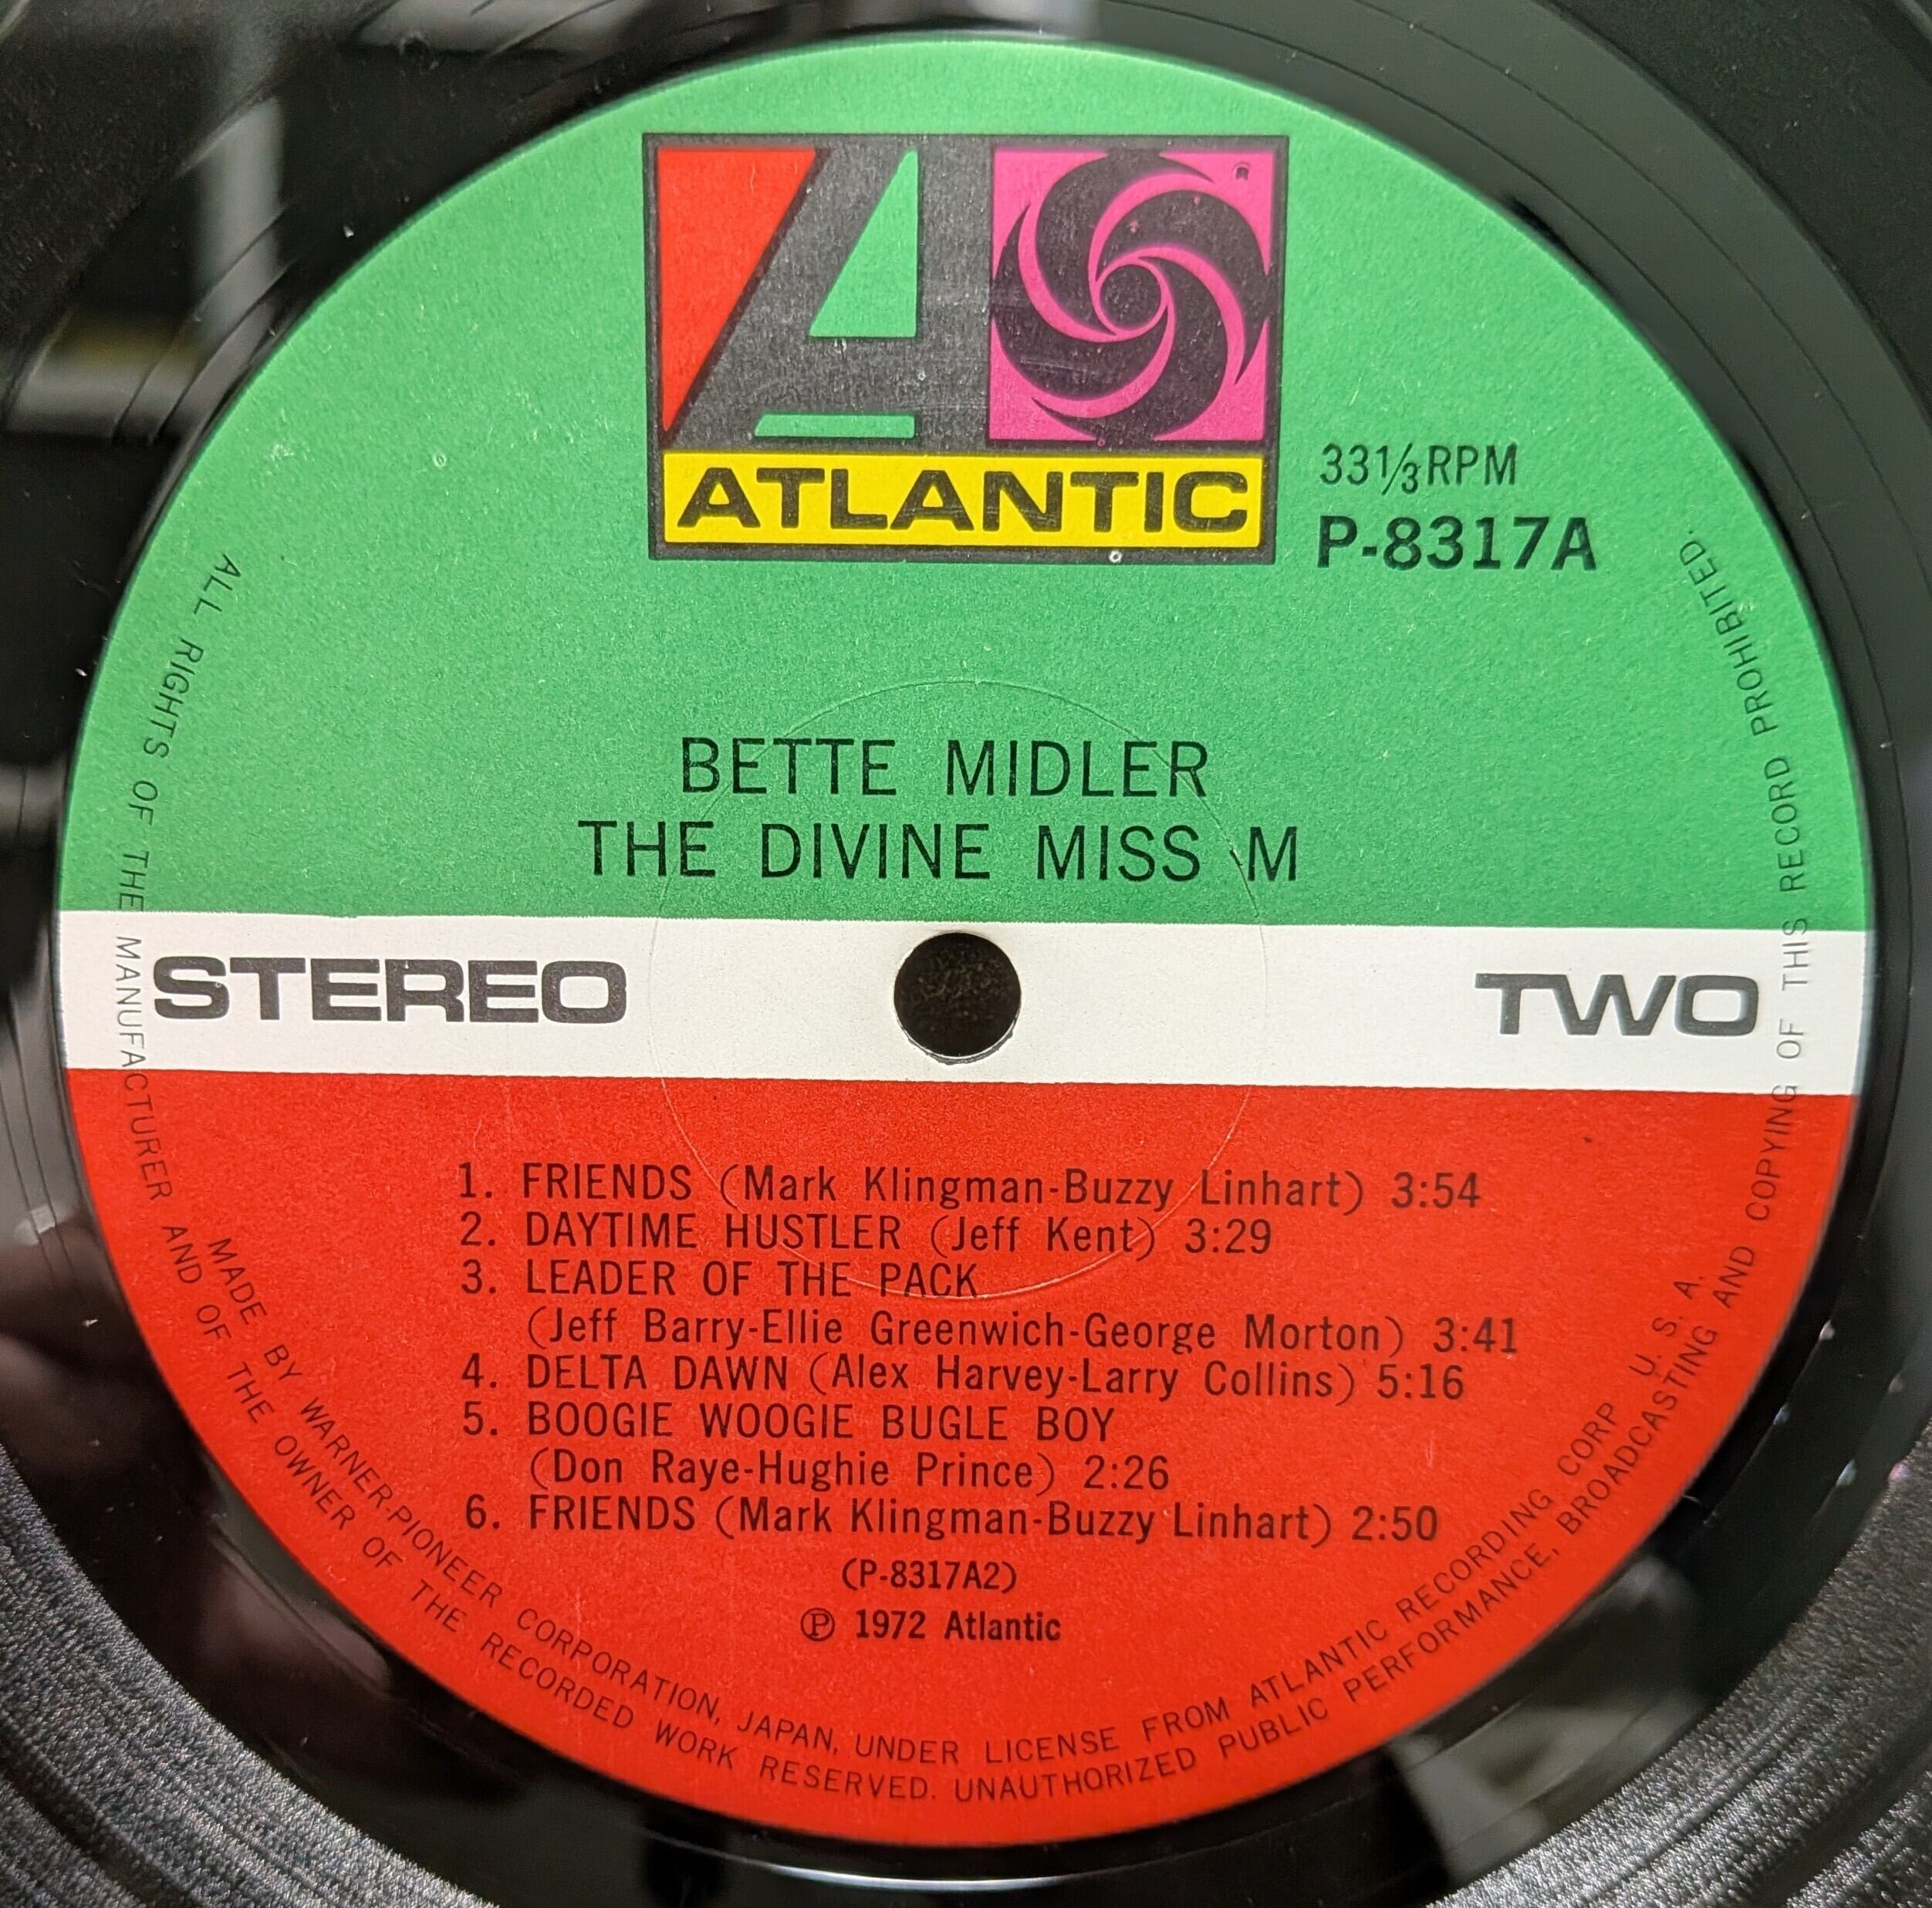 A
ATLANTIC
33⅓ RPM
P-8317A
BETTE MIDLER
THE DIVINE MISS M
STEREO
TWO
1. FRIENDS (Mark Klingman-Buzzy Linhart) 3:54
2. DAYTIME HUSTLER (Jeff Kent) 3:29
3. LEADER OF THE PACK
(Jeff Barry-Ellie Greenwich-George Morton) 3:41
4. DELTA DAWN (Alex Harvey-Larry Collins) 5:16
5. BOOGIE WOOGIE BUGLE BOY
(Don Raye-Hughie Prince) 2:26
6. FRIENDS (Mark Klingman-Buzzy Linhart) 2:50
(P-8317A2)
℗ 1972 Atlantic
MADE BY WARNER-PIONEER CORPORATION, JAPAN, UNDER LICENSE FROM ATLANTIC RECORDING CORP U. S. A.
ALL RIGHTS OF THE MANUFACTURER AND OF THE OWNER OF THE RECORDED WORK RESERVED. UNAUTHORIZED PUBLIC PERFORMANCE, BROADCASTING AND COPYING OF THIS RECORD PROHIBITED.